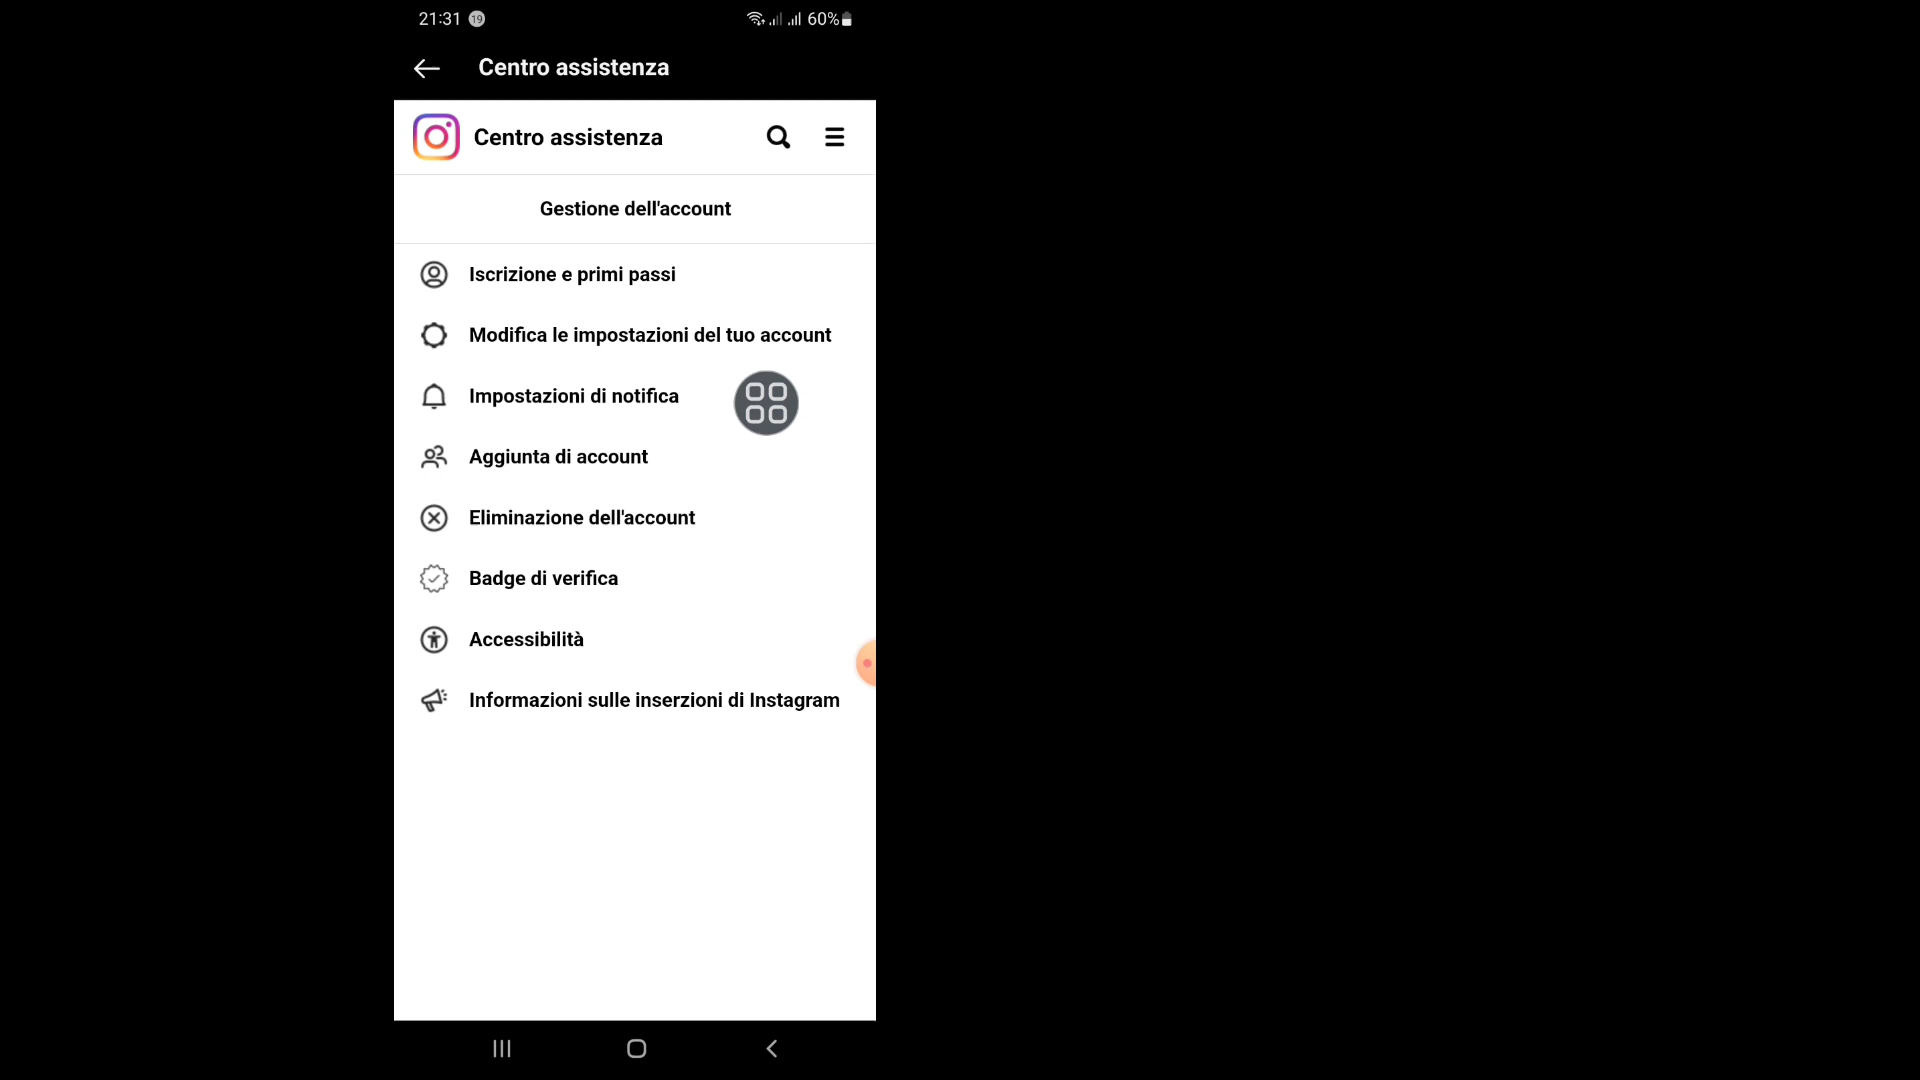 21:31 19 60%
Centro assistenza
Centro assistenza
Gestione dell'account
Iscrizione e primi passi
Modifica le impostazioni del tuo account
Impostazioni di notifica
Aggiunta di account
Eliminazione dell'account
Badge di verifica
Accessibilità
Informazioni sulle inserzioni di Instagram